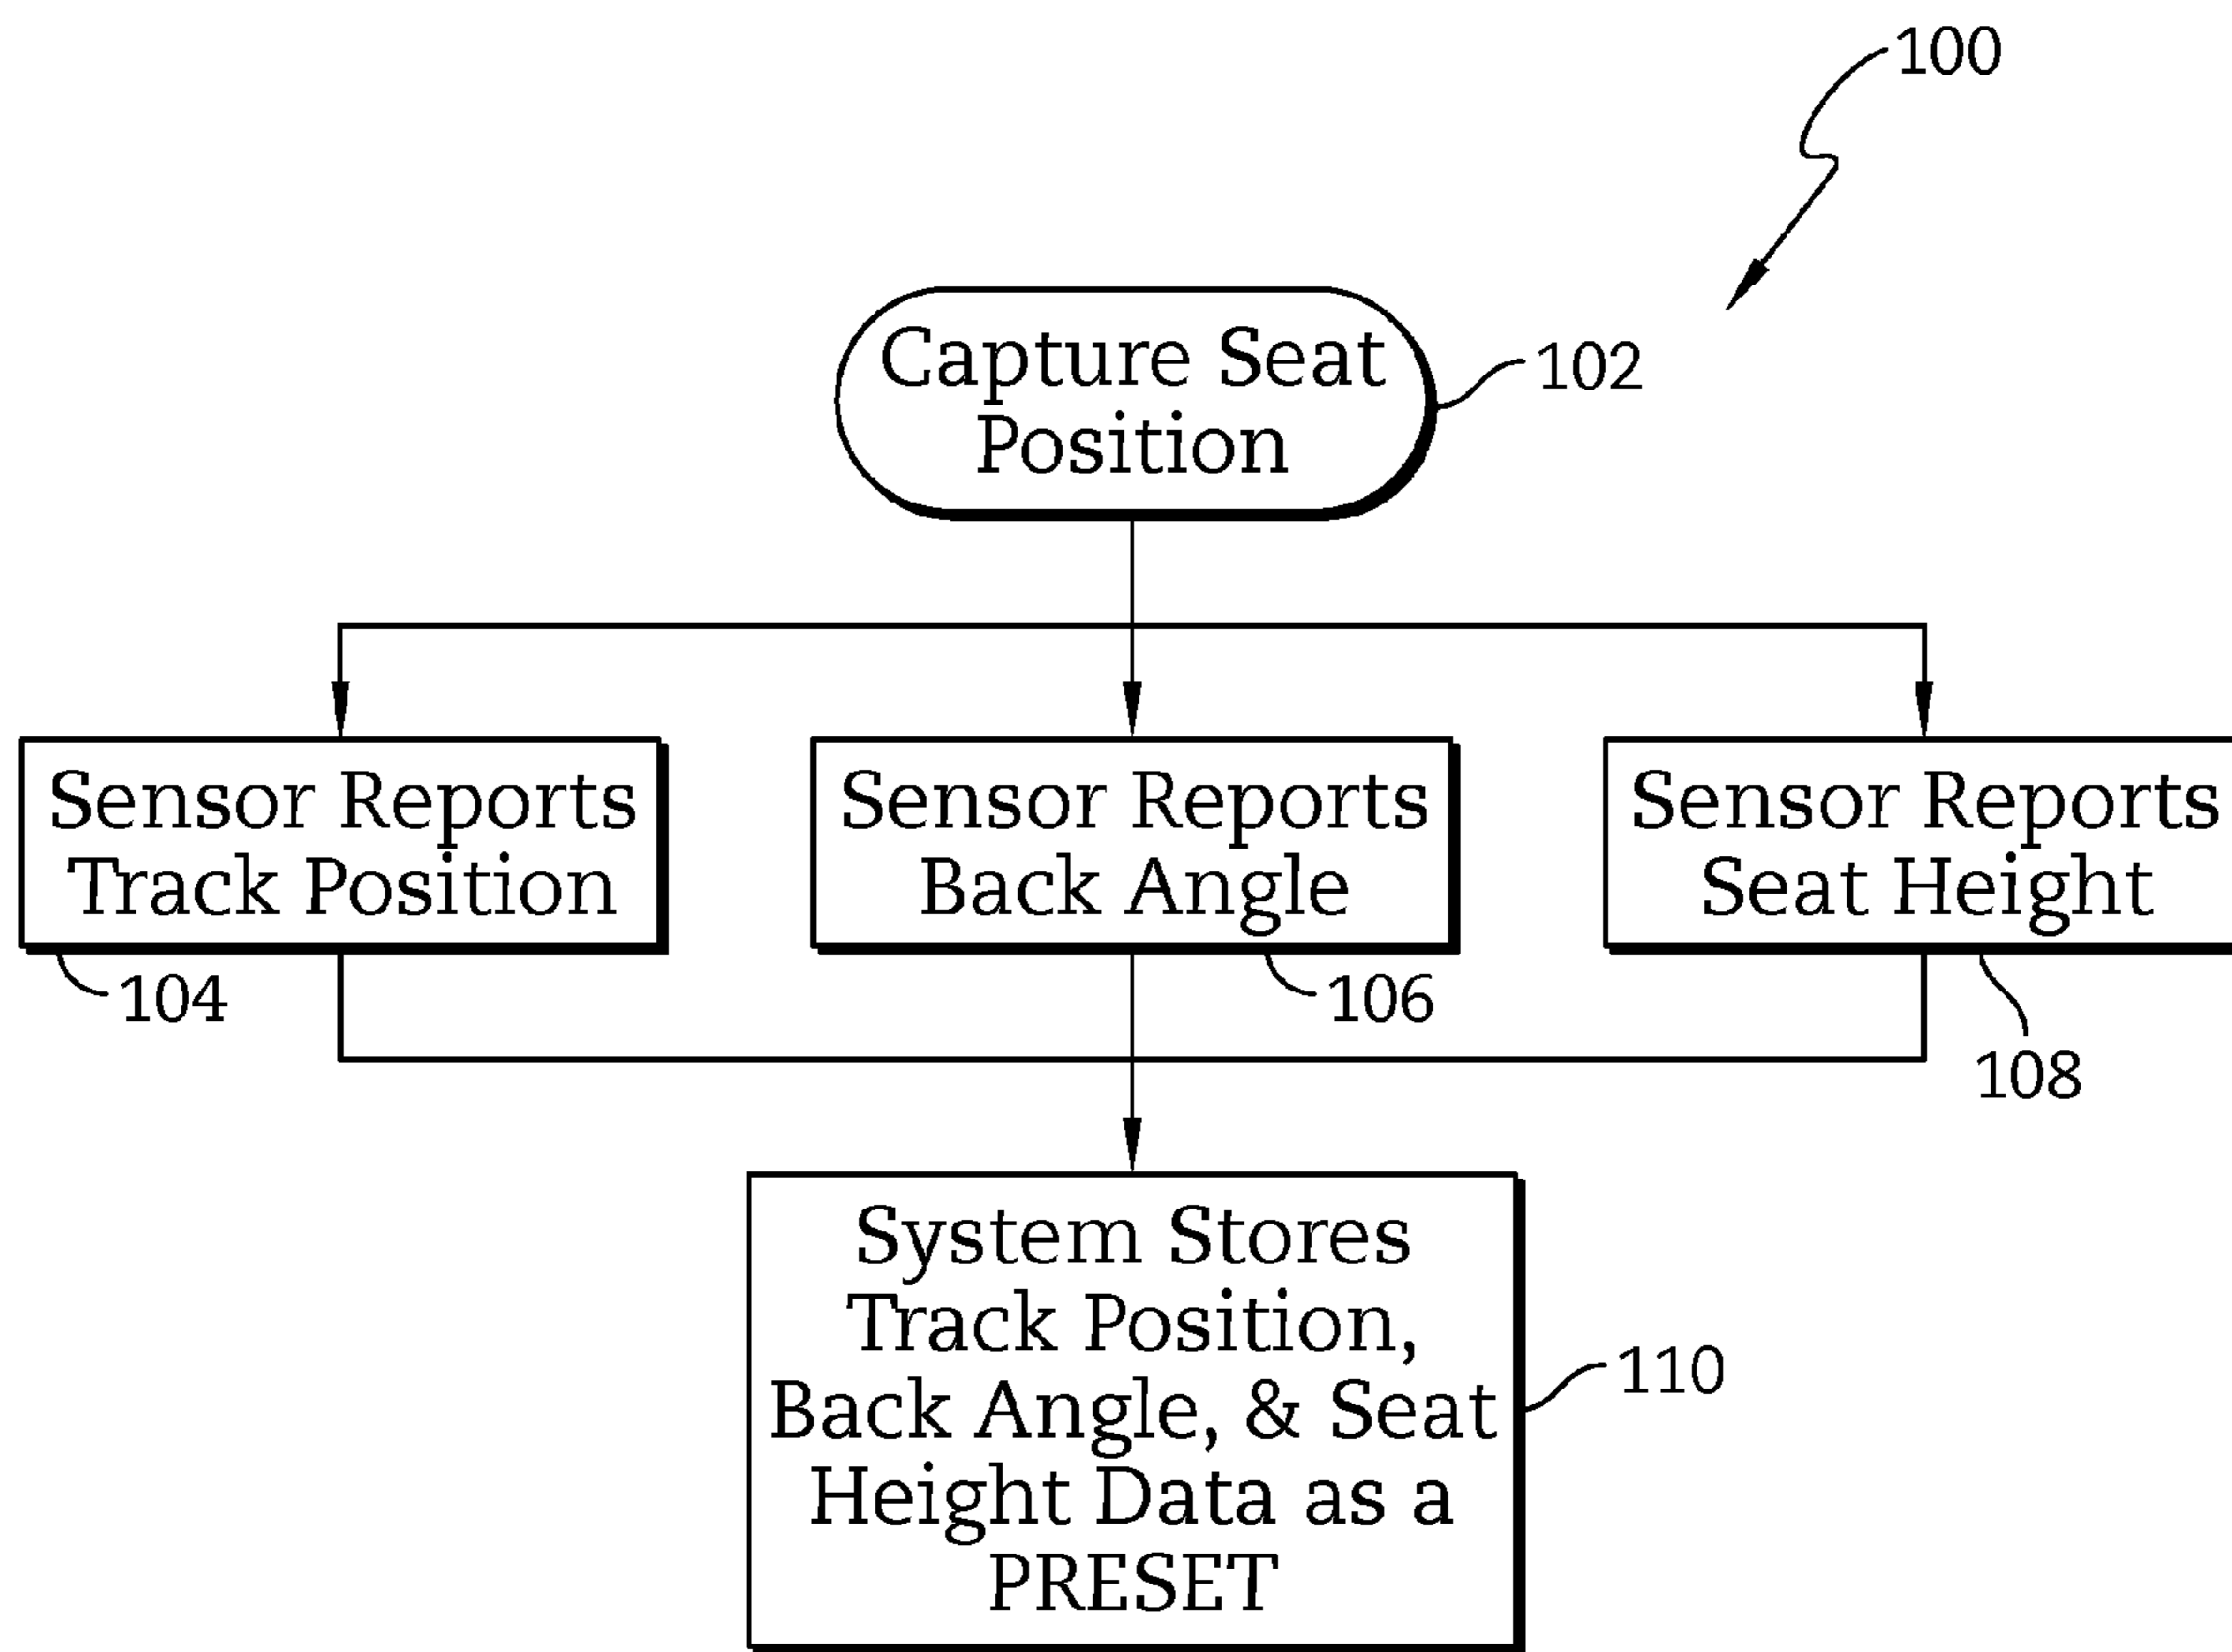 100
Capture Seat
Position
102
Sensor Reports
Track Position
104
Sensor Reports
Back Angle
106
Sensor Reports
Seat Height
108
System Stores
Track Position,
Back Angle, & Seat
Height Data as a
PRESET
110